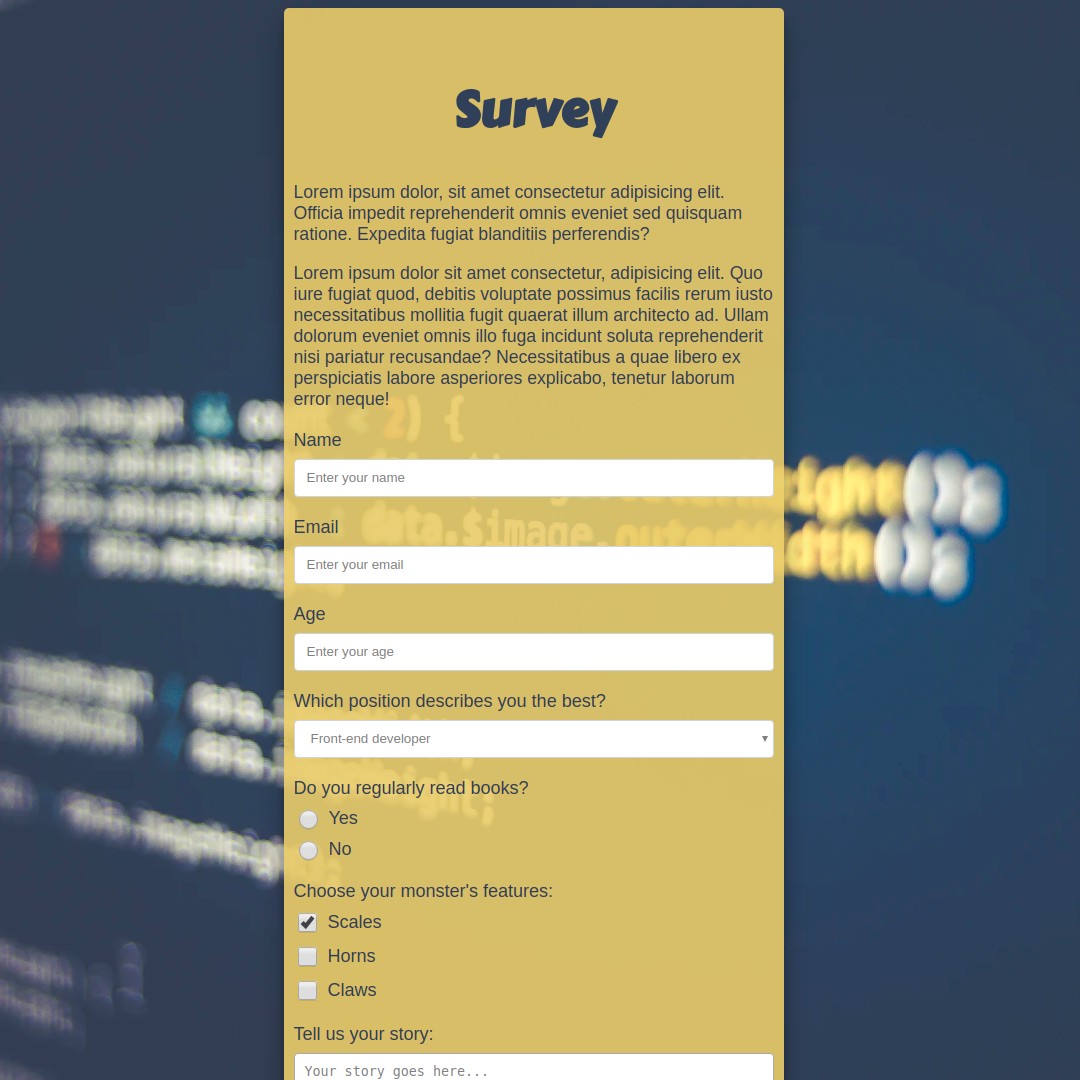 Survey
Lorem ipsum dolor, sit amet consectetur adipisicing elit.
Officia impedit reprehenderit omnis eveniet sed quisquam
ratione. Expedita fugiat blanditiis perferendis?
Lorem ipsum dolor sit amet consectetur, adipisicing elit. Quo
iure fugiat quod, debitis voluptate possimus facilis rerum iusto
necessitatibus mollitia fugit quaerat illum architecto ad. Ullam
dolorum eveniet omnis illo fuga incidunt soluta reprehenderit
nisi pariatur recusandae? Necessitatibus a quae libero ex
perspiciatis labore asperiores explicabo, tenetur laborum
error neque!
< 2) {
Name
Enter your name
Email
data.$image.
Enter your email
Age
Enter your age
Which position describes you the best?
Front-end developer
Do you regularly read books?
Yes
No
Choose your monster's features:
Scales
Horns
Claws
Tell us your story:
Your story goes here...